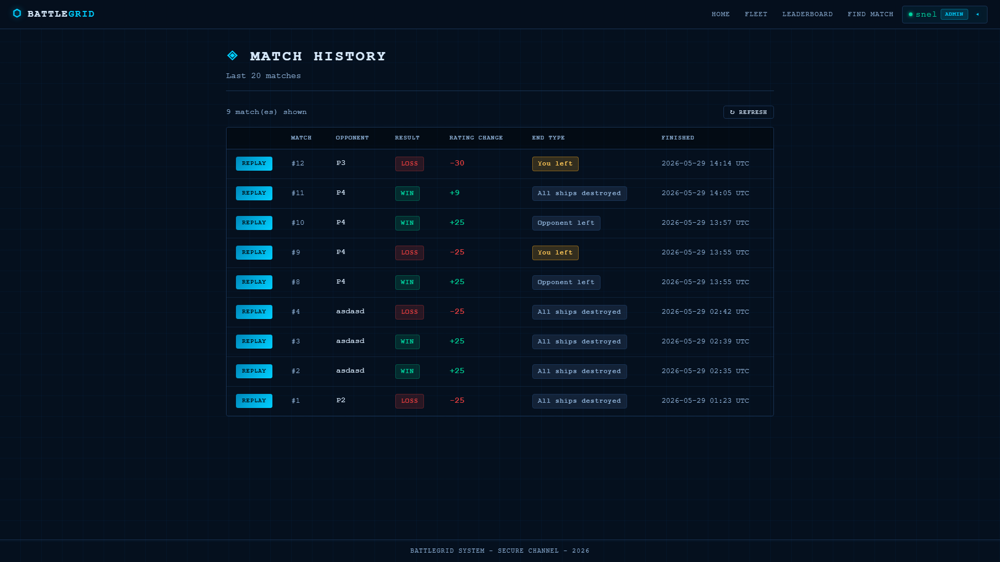 BATTLEGRID HOME FLEET LEADERBOARD FIND MATCH snel ADMIN
MATCH HISTORY
Last 20 matches
9 match(es) shown ↻ REFRESH
MATCH OPPONENT RESULT RATING CHANGE END TYPE FINISHED
REPLAY #12 P3 LOSS -30 You left 2026-05-29 14:14 UTC
REPLAY #11 P4 WIN +9 All ships destroyed 2026-05-29 14:05 UTC
REPLAY #10 P4 WIN +25 Opponent left 2026-05-29 13:57 UTC
REPLAY #9 P4 LOSS -25 You left 2026-05-29 13:55 UTC
REPLAY #8 P4 WIN +25 Opponent left 2026-05-29 13:55 UTC
REPLAY #4 asdasd LOSS -25 All ships destroyed 2026-05-29 02:42 UTC
REPLAY #3 asdasd WIN +25 All ships destroyed 2026-05-29 02:39 UTC
REPLAY #2 asdasd WIN +25 All ships destroyed 2026-05-29 02:35 UTC
REPLAY #1 P2 LOSS -25 All ships destroyed 2026-05-29 01:23 UTC
BATTLEGRID SYSTEM - SECURE CHANNEL - 2026